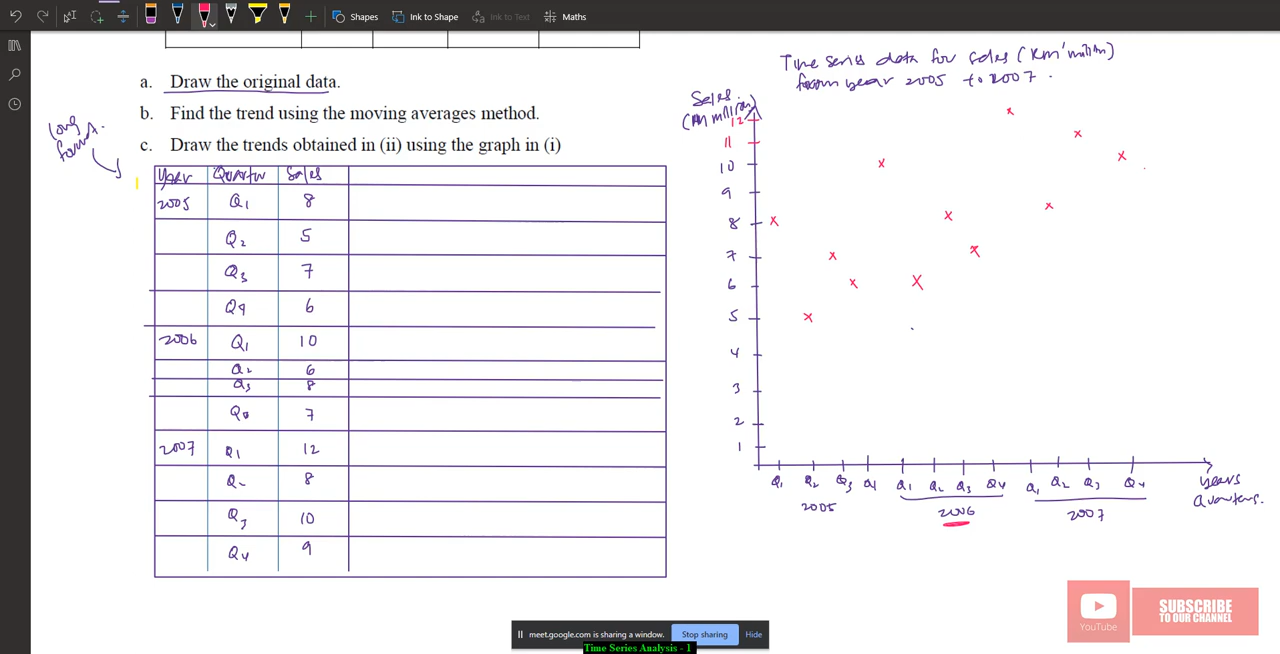 Shapes Ink to Shape Ink to Text Maths
a. Draw the original data.
b. Find the trend using the moving averages method.
c. Draw the trends obtained in (ii) using the graph in (i)
long
format.
Year Quarter Sales
2005 Q1 8
Q2 5
Q3 7
Q4 6
2006 Q1 10
Q2 6
Q3 8
Q4 7
2007 Q1 12
Q2 8
Q3 10
Q4 9
Time series data for sales (RM' million)
from year 2005 to 2007.
Sales
(RM million)
12
11
10
9
8
7
6
5
4
3
2
1
Q1 Q2 Q3 Q4 Q1 Q2 Q3 Q4 Q1 Q2 Q3 Q4
2005 2006 2007
years
Quarters.
YouTube
SUBSCRIBE
TO OUR CHANNEL
meet.google.com is sharing a window. Stop sharing Hide
Time Series Analysis - 1